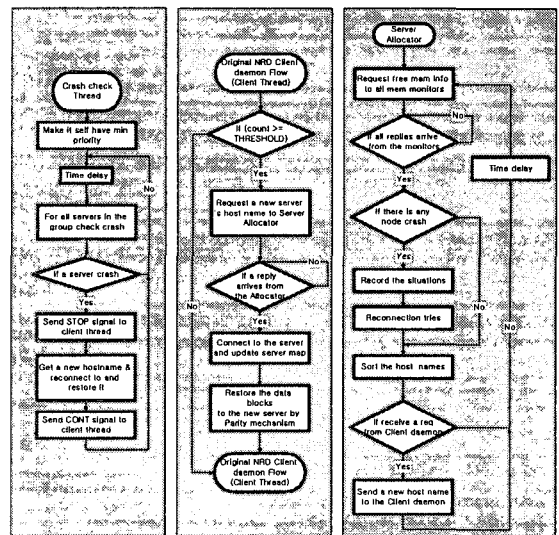 Crash check
Thread
Make it self have min
priority
Time delay
No
For all servers in the
group check crash
if a server crash
Yes
Send STOP signal to
client thread
Get a new hostname &
reconnect to and
restore it
Send CONT signal to
client thread
Original NRD Client
daemon Flow
(Client Thread)
If (count >=
THRESHOLD)
Yes
Request a new server
's host name to Server
Allocator
No
If a reply
arrives from
the Allocator
No
Yes
Connect to the server
and update server map
Restore the data
blocks
to the new server by
Parity mechanism
Original NRD Client
daemon Flow
(Client Thread)
Server
Allocator
Request free mem info
to all mem monitors
No
If all replies arrive
from the monitors
Time delay
Yes
If there is any
node crash
Yes
Record the situations
No
Reconnection tries
No
Sort the host names
If receive a req
from Client daemon
Yes
Send a new host name
to the Client daemon